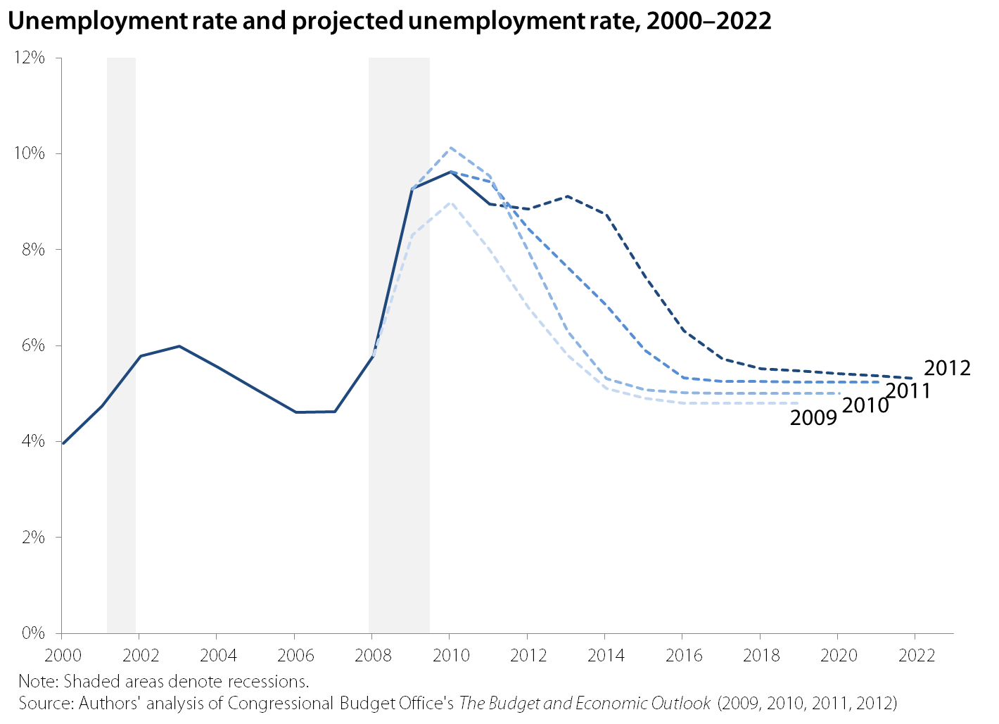 Unemployment rate and projected unemployment rate, 2000–2022
12%
10%
8%
6%
4%
2%
0%
2012
2011
2010
2009
2000 2002 2004 2006 2008 2010 2012 2014 2016 2018 2020 2022
Note: Shaded areas denote recessions.
Source: Authors' analysis of Congressional Budget Office's The Budget and Economic Outlook (2009, 2010, 2011, 2012)